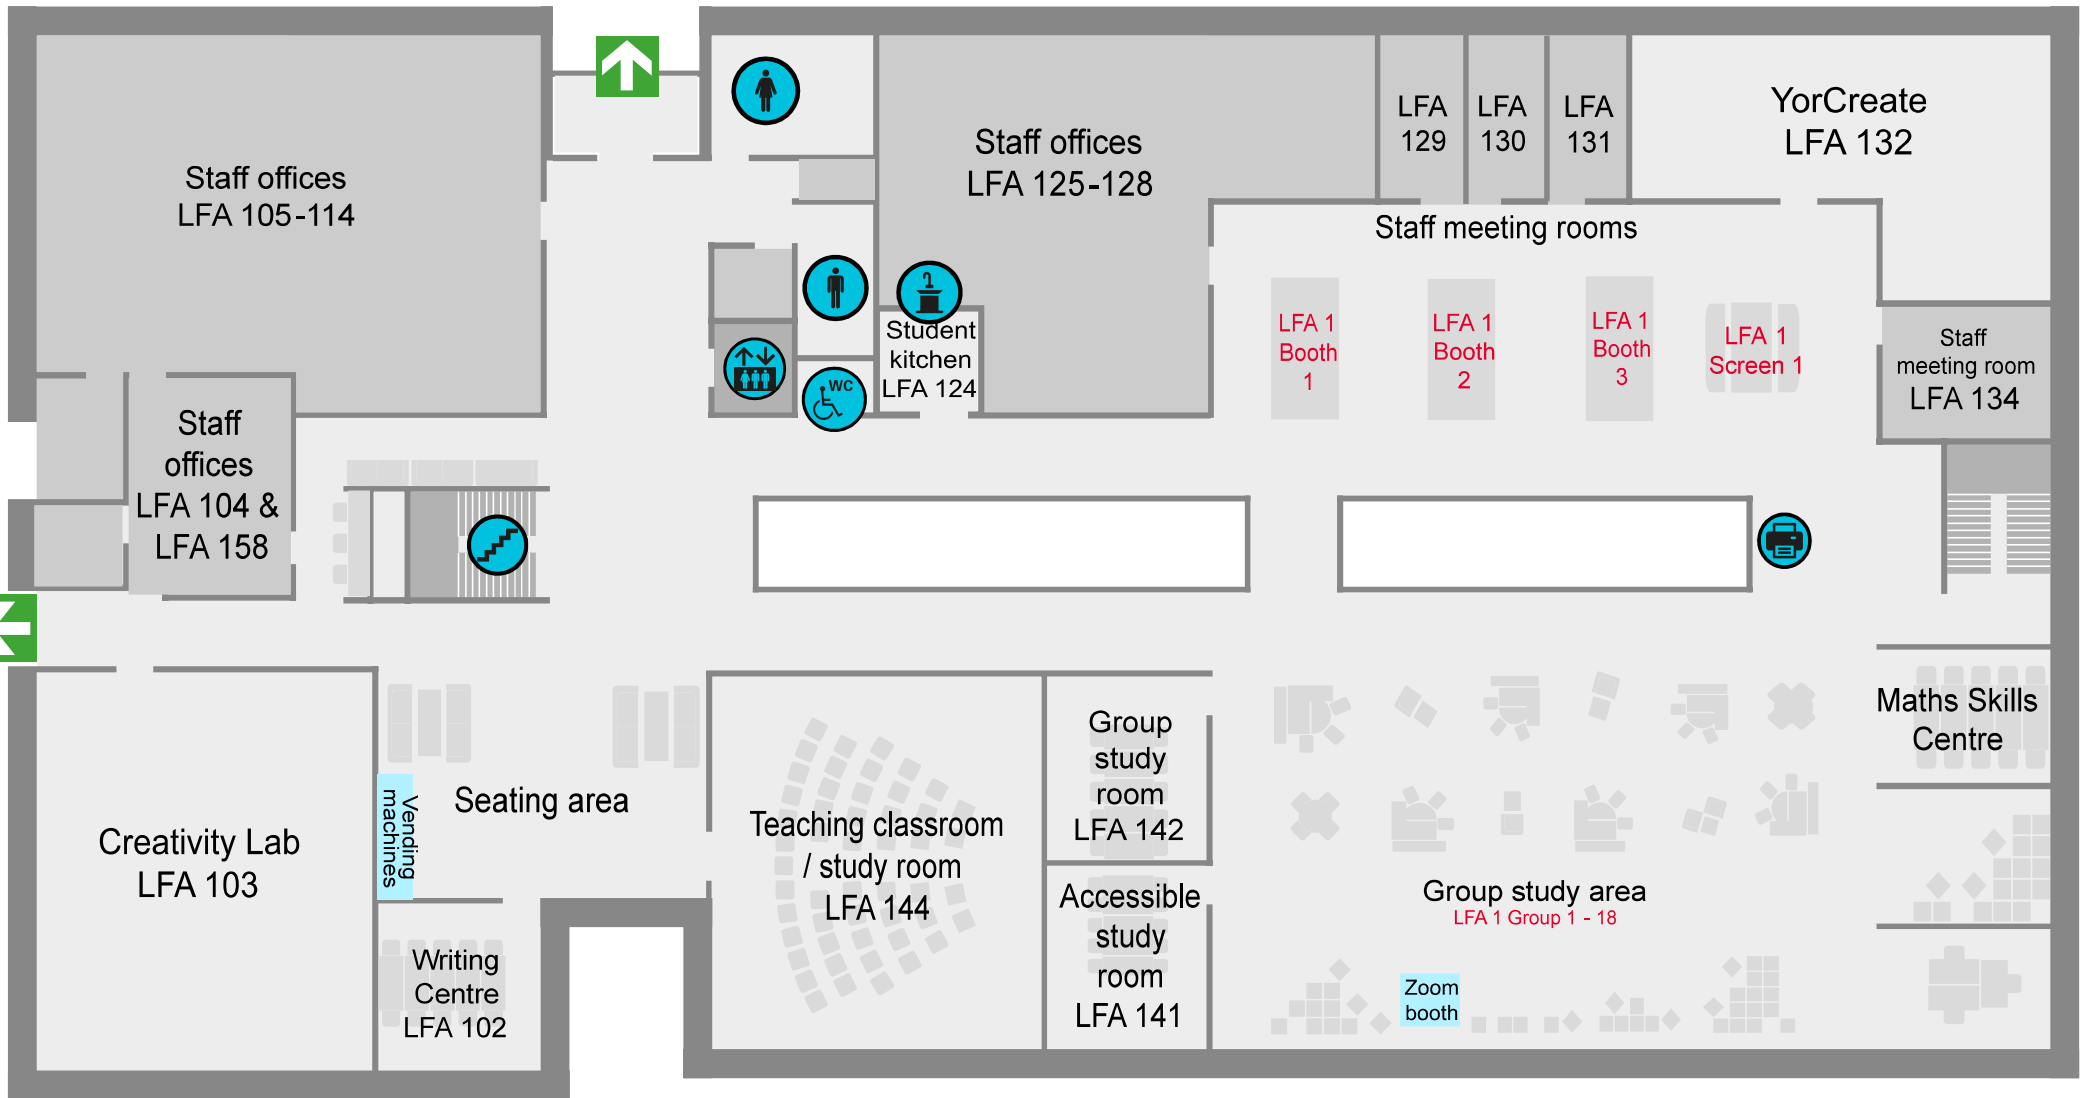 Staff offices
LFA 105-114
Staff offices
LFA 125-128
LFA
129
LFA
130
LFA
131
YorCreate
LFA 132
Staff meeting rooms
Student
kitchen
LFA 124
WC
LFA 1
Booth
1
LFA 1
Booth
2
LFA 1
Booth
3
LFA 1
Screen 1
Staff
meeting room
LFA 134
Staff
offices
LFA 104 &
LFA 158
Creativity Lab
LFA 103
Vending
machines
Seating area
Writing
Centre
LFA 102
Teaching classroom
/ study room
LFA 144
Group
study
room
LFA 142
Accessible
study
room
LFA 141
Group study area
LFA 1 Group 1 - 18
Zoom
booth
Maths Skills
Centre